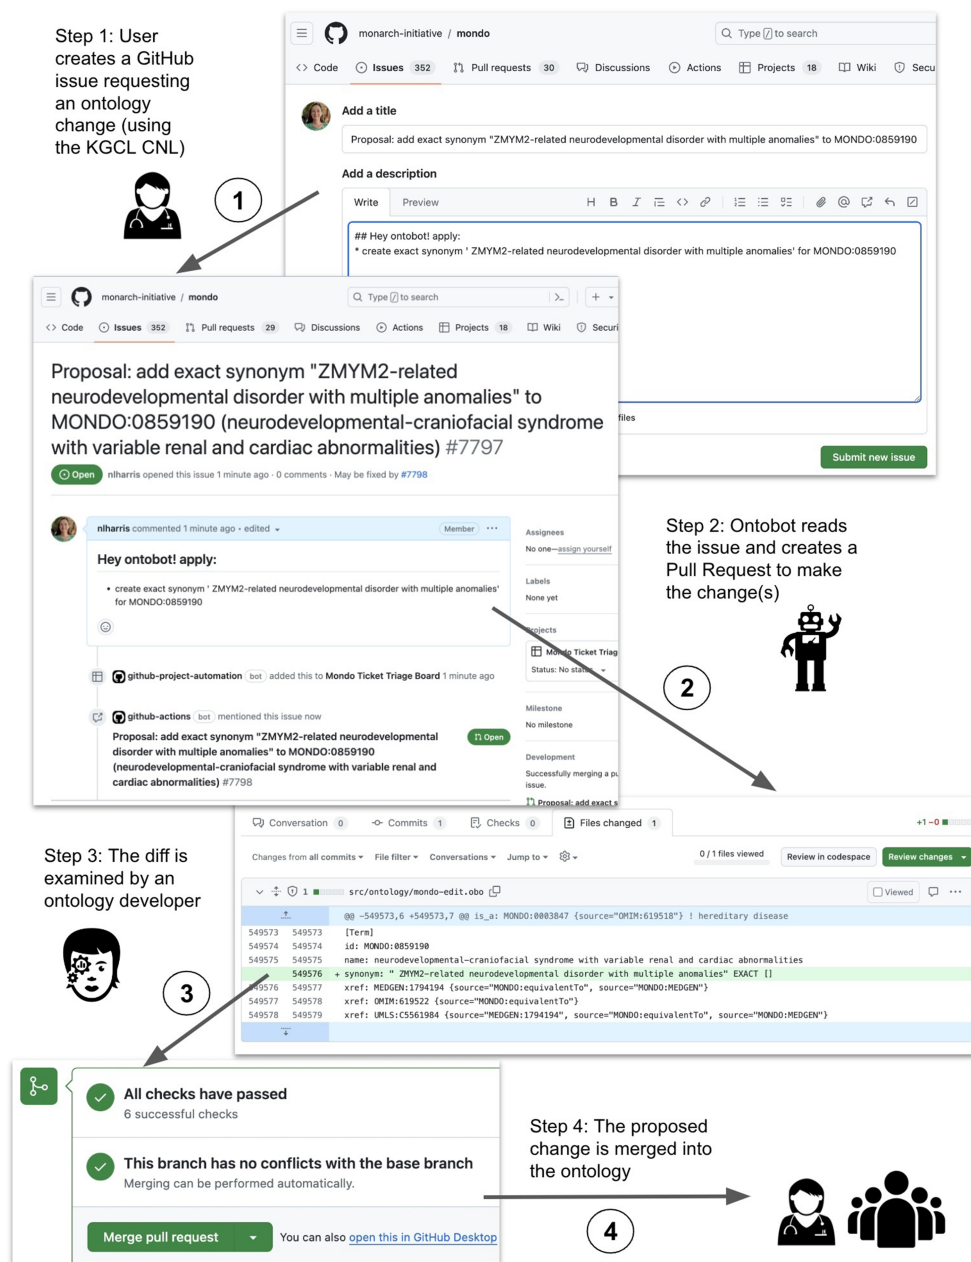 Step 1: User
creates a GitHub
issue requesting
an ontology
change (using
the KGCL CNL)
1
monarch-initiative / mondo
Type / to search
Code Issues 352 Pull requests 30 Discussions Actions Projects 18 Wiki Secu
Add a title
Proposal: add exact synonym "ZMYM2-related neurodevelopmental disorder with multiple anomalies" to MONDO:0859190
Add a description
Write Preview
## Hey ontobot! apply:
* create exact synonym ' ZMYM2-related neurodevelopmental disorder with multiple anomalies' for MONDO:0859190
files
Submit new issue
monarch-initiative / mondo
Type / to search
Code Issues 352 Pull requests 29 Discussions Actions Projects 18 Wiki Securi
Proposal: add exact synonym "ZMYM2-related
neurodevelopmental disorder with multiple anomalies" to
MONDO:0859190 (neurodevelopmental-craniofacial syndrome
with variable renal and cardiac abnormalities) #7797
Open nlharris opened this issue 1 minute ago · 0 comments · May be fixed by #7798
nlharris commented 1 minute ago • edited Member
Hey ontobot! apply:
• create exact synonym ' ZMYM2-related neurodevelopmental disorder with multiple anomalies'
for MONDO:0859190
github-project-automation bot added this to Mondo Ticket Triage Board 1 minute ago
github-actions bot mentioned this issue now
Proposal: add exact synonym "ZMYM2-related neurodevelopmental
disorder with multiple anomalies" to MONDO:0859190
(neurodevelopmental-craniofacial syndrome with variable renal and
cardiac abnormalities) #7798
Open
Assignees
No one—assign yourself
Labels
None yet
Projects
Mondo Ticket Triag
Status: No status
Milestone
No milestone
Development
Successfully merging a pu
issue.
Proposal: add exact s
Step 2: Ontobot reads
the issue and creates a
Pull Request to make
the change(s)
2
Conversation 0 Commits 1 Checks 0 Files changed 1 +1 −0
Changes from all commits File filter Conversations Jump to 0 / 1 files viewed Review in codespace Review changes
1 src/ontology/mondo-edit.obo Viewed
@@ -549573,6 +549573,7 @@ is_a: MONDO:0003847 {source="OMIM:619518"} ! hereditary disease
549573 549573 [Term]
549574 549574 id: MONDO:0859190
549575 549575 name: neurodevelopmental-craniofacial syndrome with variable renal and cardiac abnormalities
549576 + synonym: " ZMYM2-related neurodevelopmental disorder with multiple anomalies" EXACT []
549576 549577 xref: MEDGEN:1794194 {source="MONDO:equivalentTo", source="MONDO:MEDGEN"}
549577 549578 xref: OMIM:619522 {source="MONDO:equivalentTo"}
549578 549579 xref: UMLS:C5561984 {source="MEDGEN:1794194", source="MONDO:equivalentTo", source="MONDO:MEDGEN"}
Step 3: The diff is
examined by an
ontology developer
3
All checks have passed
6 successful checks
This branch has no conflicts with the base branch
Merging can be performed automatically.
Merge pull request You can also open this in GitHub Desktop
Step 4: The proposed
change is merged into
the ontology
4